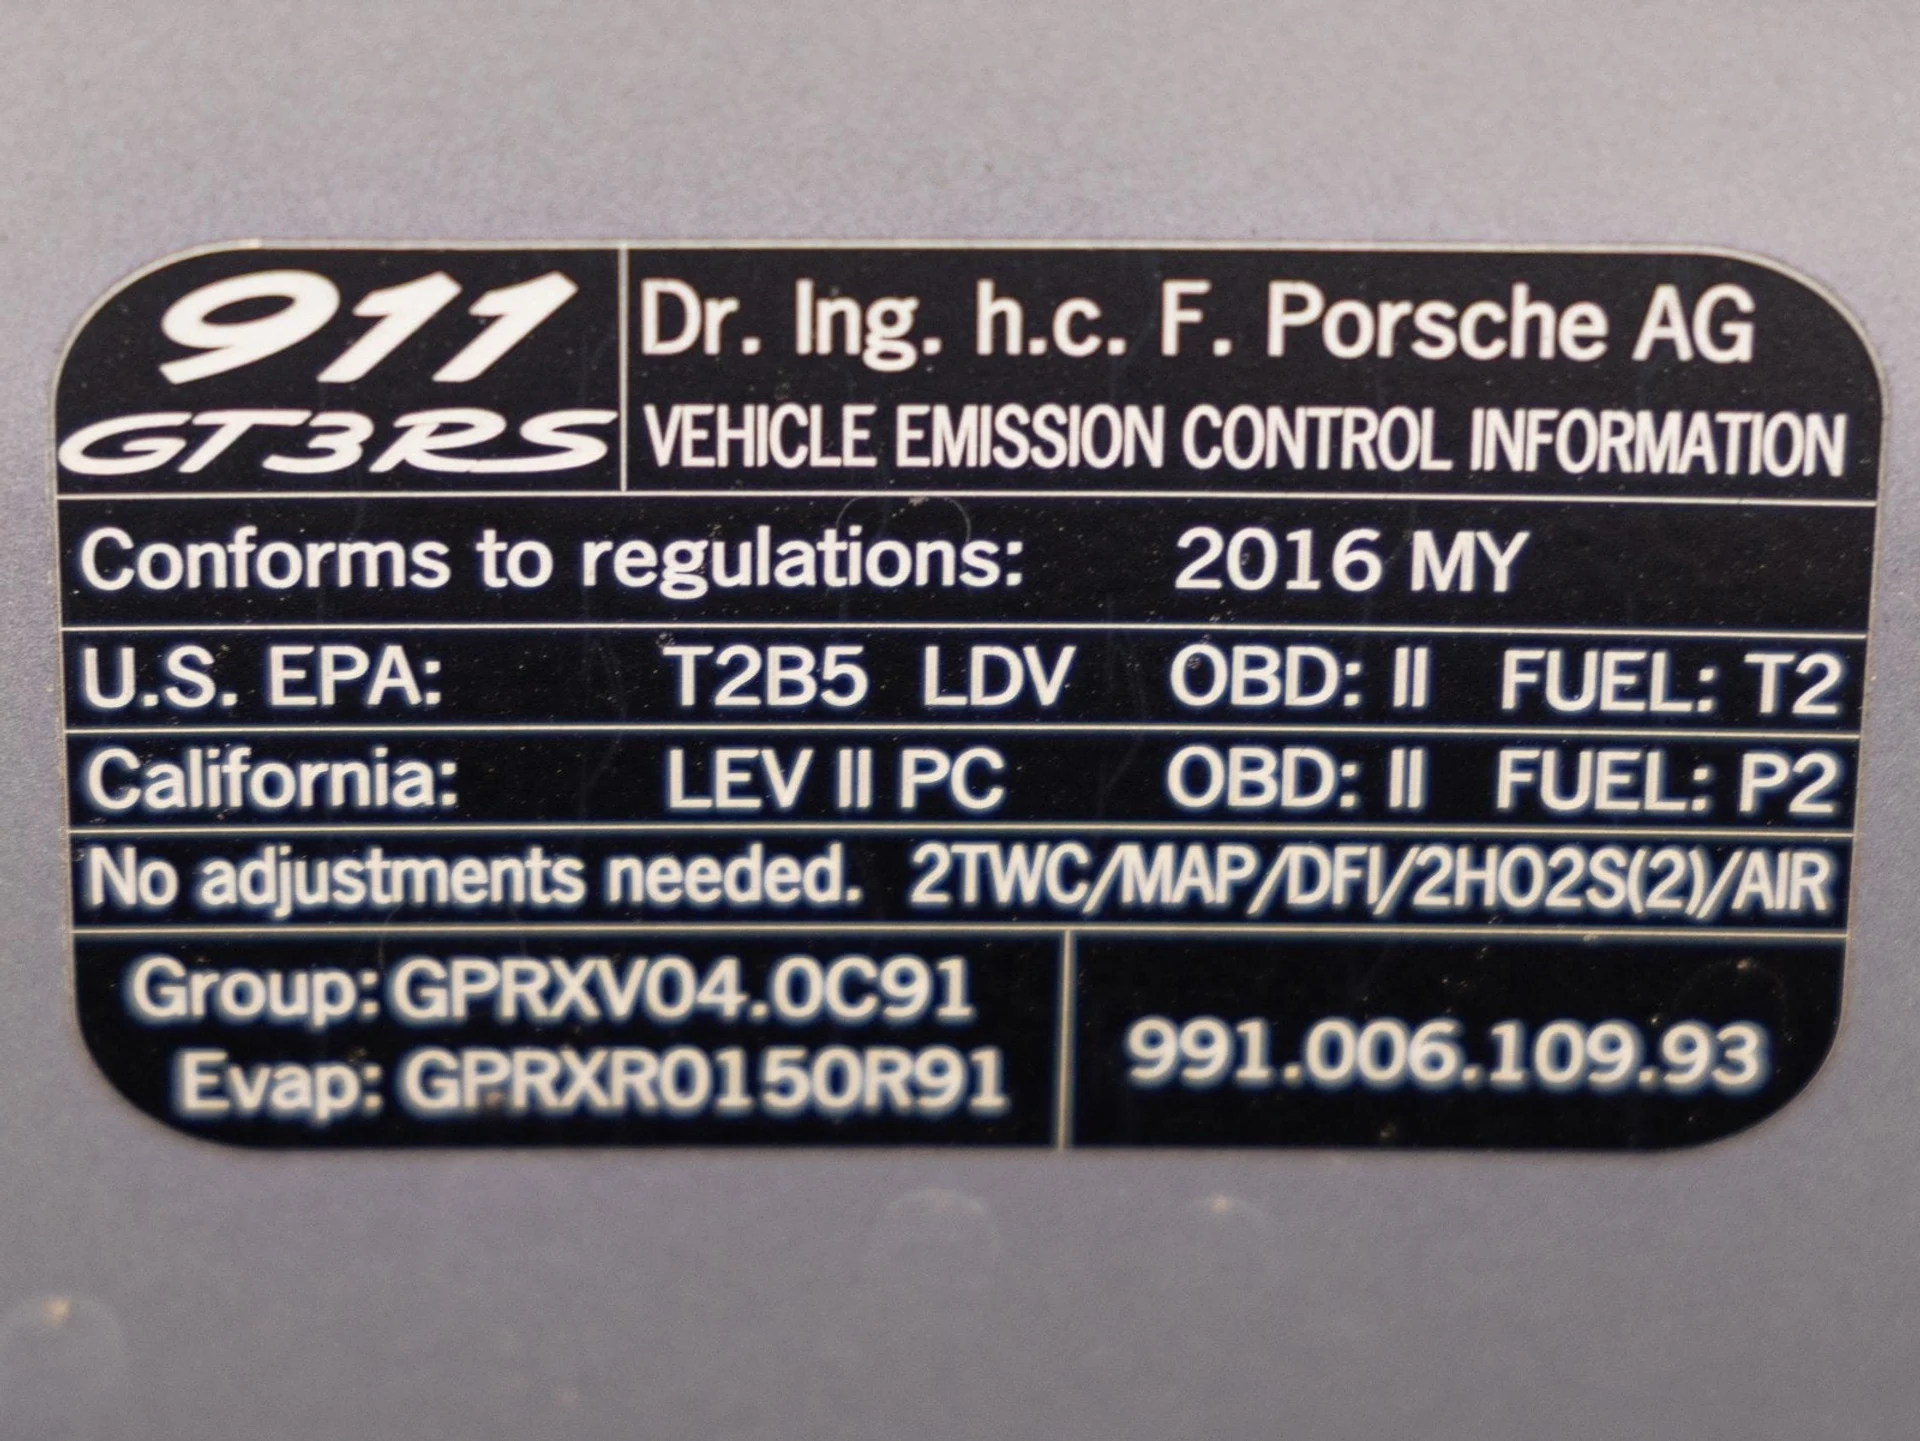 911
GT3RS
Dr. Ing. h.c. F. Porsche AG
VEHICLE EMISSION CONTROL INFORMATION
Conforms to regulations: 2016 MY
U.S. EPA: T2B5 LDV OBD: II FUEL: T2
California: LEV II PC OBD: II FUEL: P2
No adjustments needed. 2TWC/MAP/DFI/2HO2S(2)/AIR
Group: GPRXV04.0C91
Evap: GPRXR0150R91
991.006.109.93